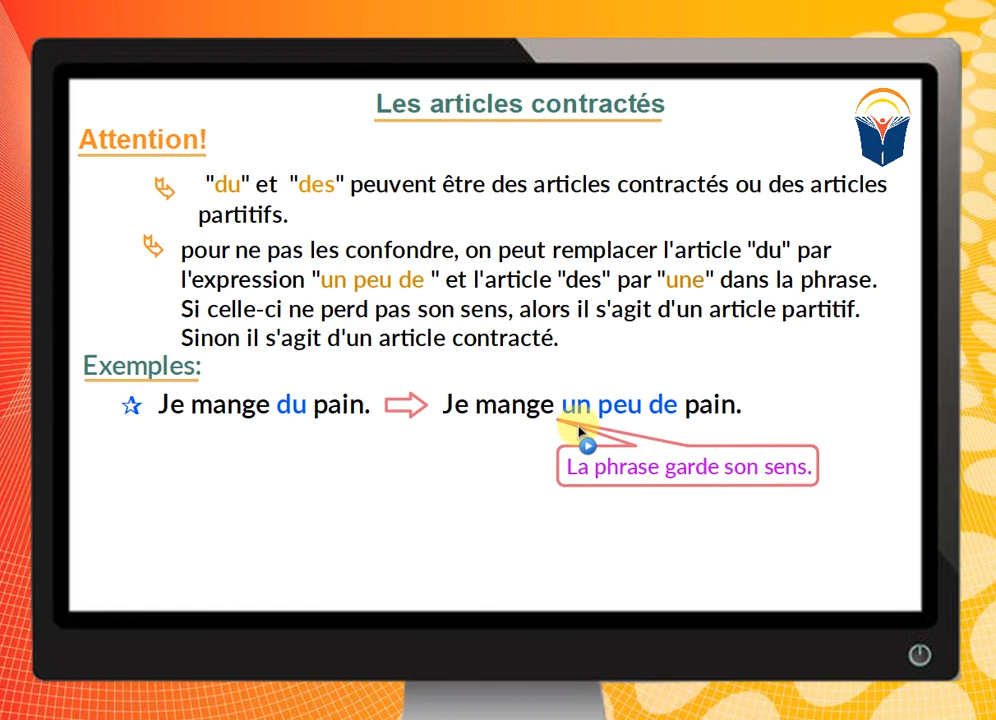 Les articles contractés
Attention!
"du" et "des" peuvent être des articles contractés ou des articles
partitifs.
pour ne pas les confondre, on peut remplacer l'article "du" par
l'expression "un peu de " et l'article "des" par "une" dans la phrase.
Si celle-ci ne perd pas son sens, alors il s'agit d'un article partitif.
Sinon il s'agit d'un article contracté.
Exemples:
Je mange du pain. Je mange un peu de pain.
La phrase garde son sens.